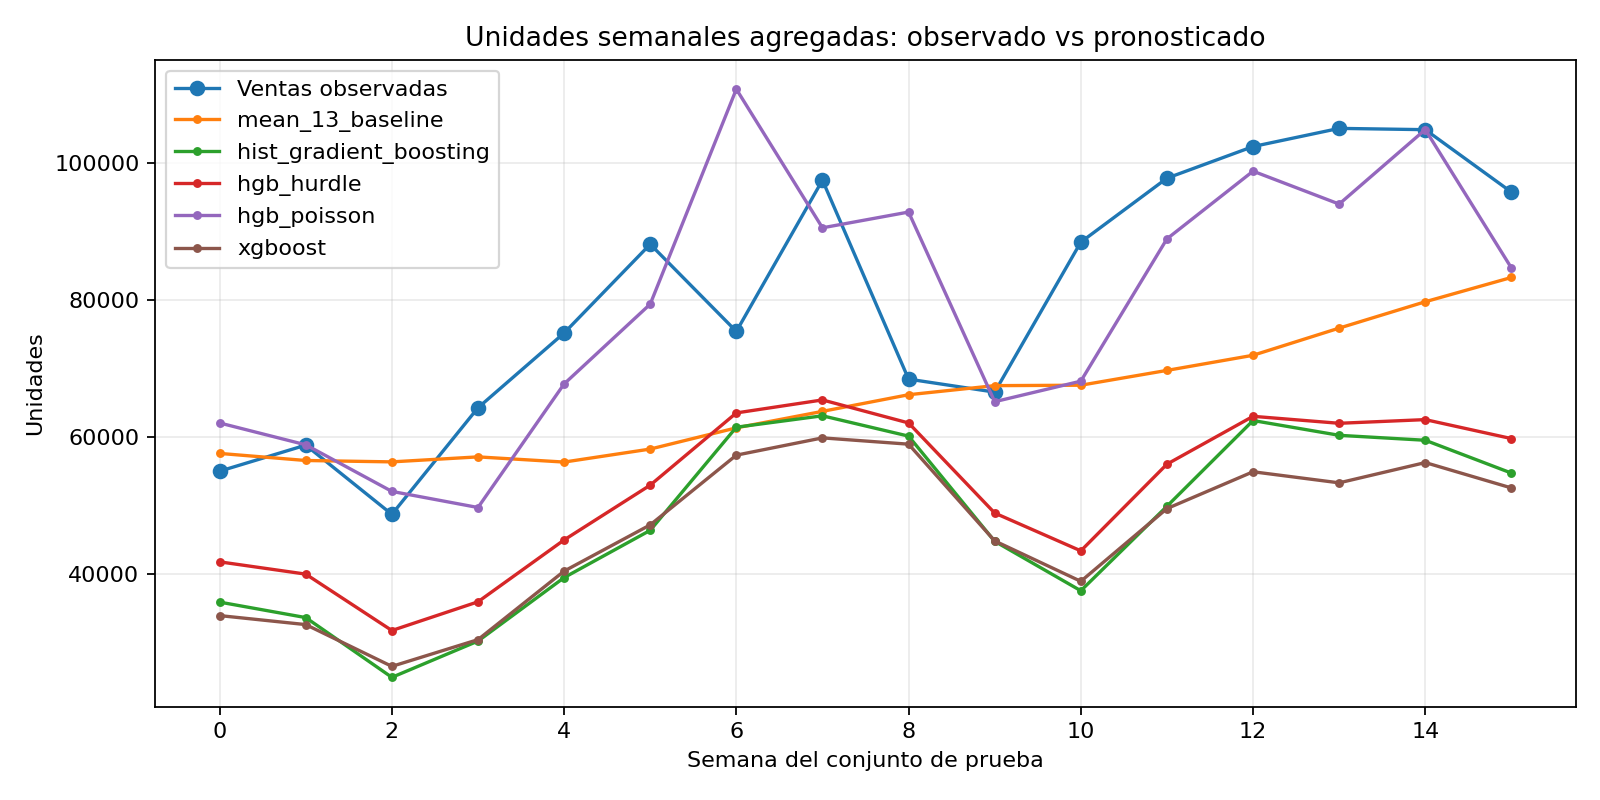 Unidades semanales agregadas: observado vs pronosticado
Ventas observadas
mean_13_baseline
hist_gradient_boosting
hgb_hurdle
hgb_poisson
xgboost
Unidades
100000
80000
60000
40000
0 2 4 6 8 10 12 14
Semana del conjunto de prueba